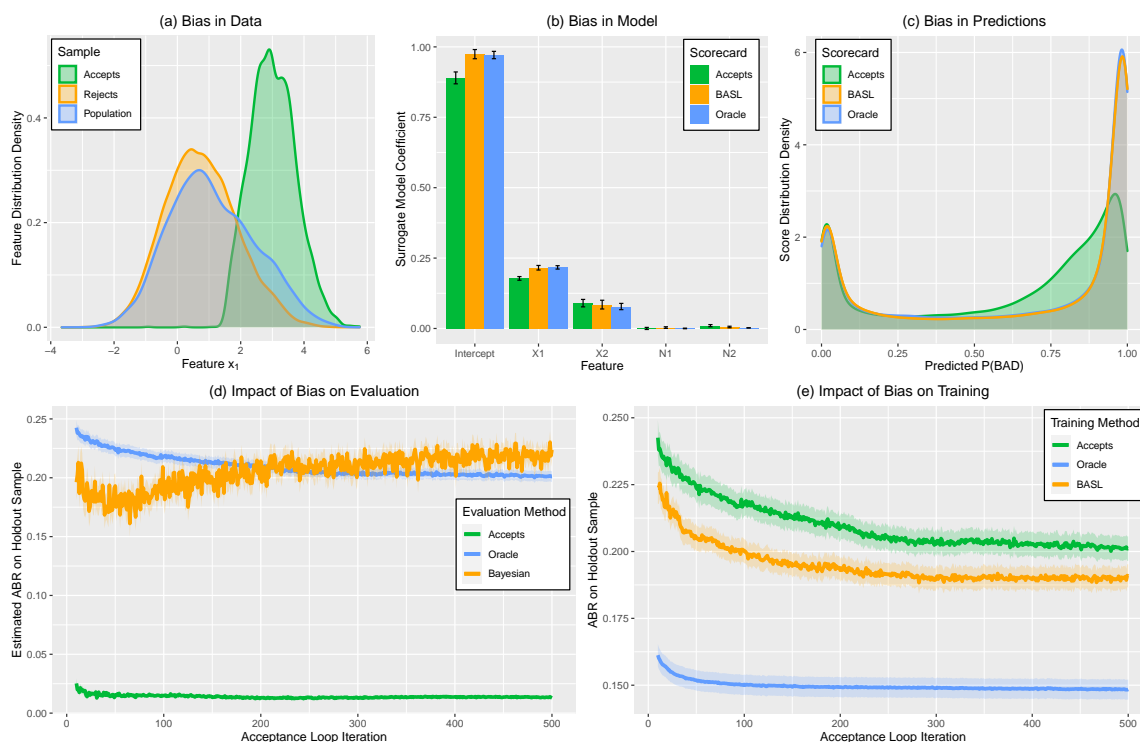 (a) Bias in Data
Feature Distribution Density
0.4
0.2
0.0
Sample
Accepts
Rejects
Population
−4
−2
0
2
4
6
Feature x1
(b) Bias in Model
Surrogate Model Coefficient
1.00
0.75
0.50
0.25
0.00
Scorecard
Accepts
BASL
Oracle
Intercept
X1
X2
N1
N2
Feature
(c) Bias in Predictions
Score Distribution Density
6
4
2
0
Scorecard
Accepts
BASL
Oracle
0.00
0.25
0.50
0.75
1.00
Predicted P(BAD)
(d) Impact of Bias on Evaluation
Estimated ABR on Holdout Sample
0.25
0.20
0.15
0.10
0.05
0.00
Evaluation Method
Accepts
Oracle
Bayesian
0
100
200
300
400
500
Acceptance Loop Iteration
(e) Impact of Bias on Training
ABR on Holdout Sample
0.250
0.225
0.200
0.175
0.150
Training Method
Accepts
Oracle
BASL
0
100
200
300
400
500
Acceptance Loop Iteration